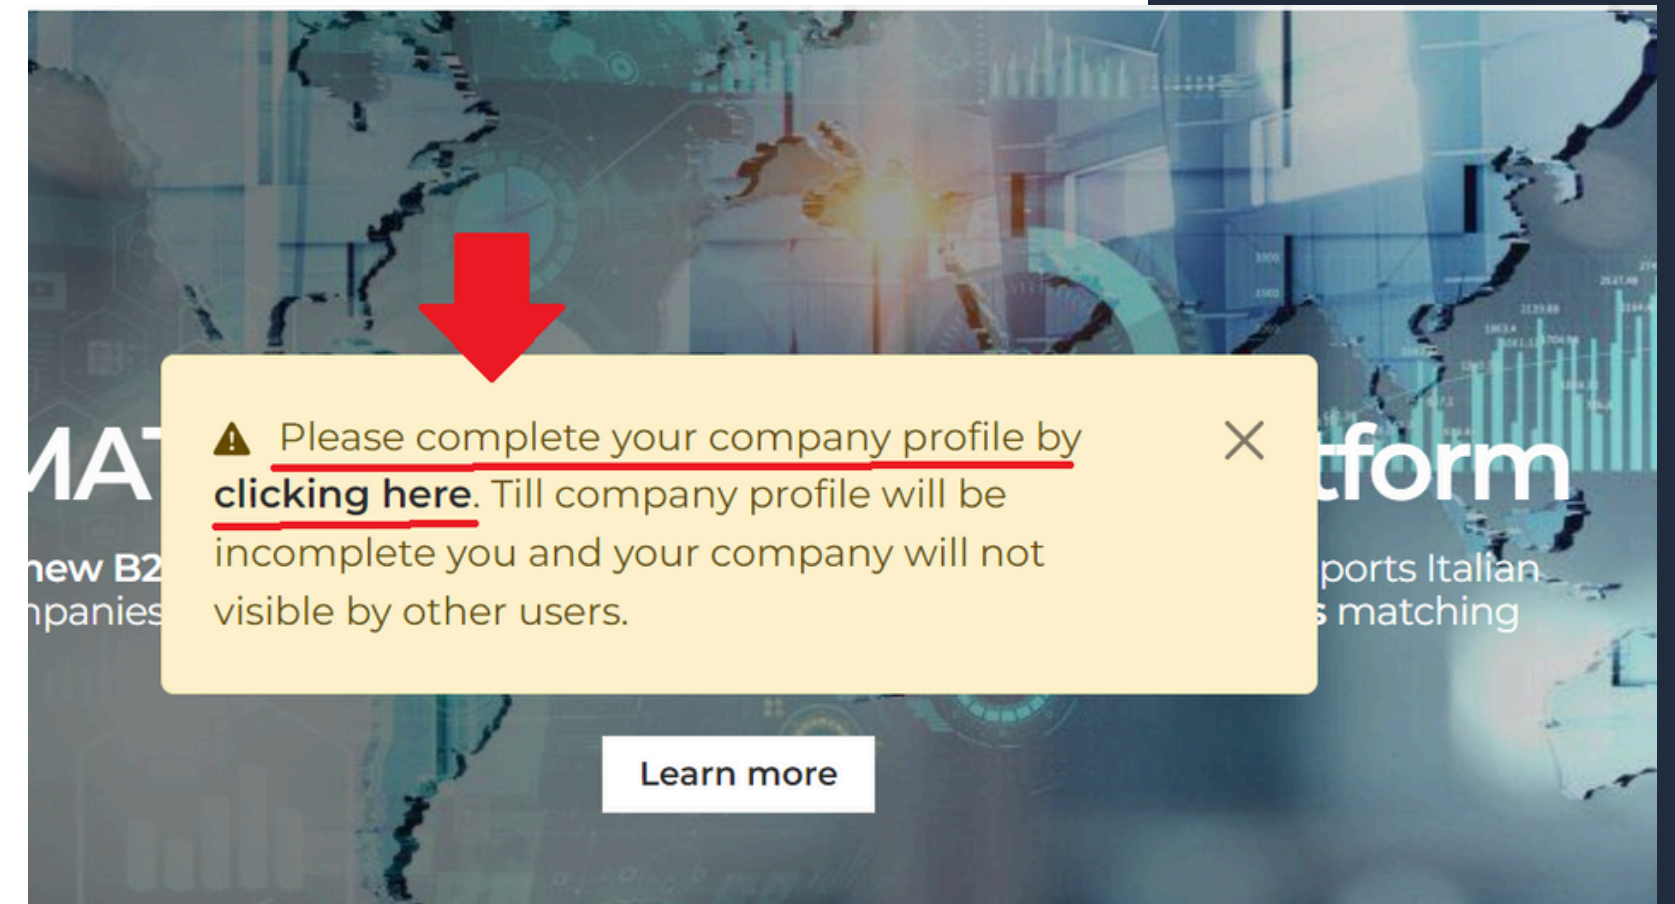 Please complete your company profile by
clicking here. Till company profile will be
incomplete you and your company will not
visible by other users.
tform
new B2
ports Italian
mpanies
s matching
Learn more